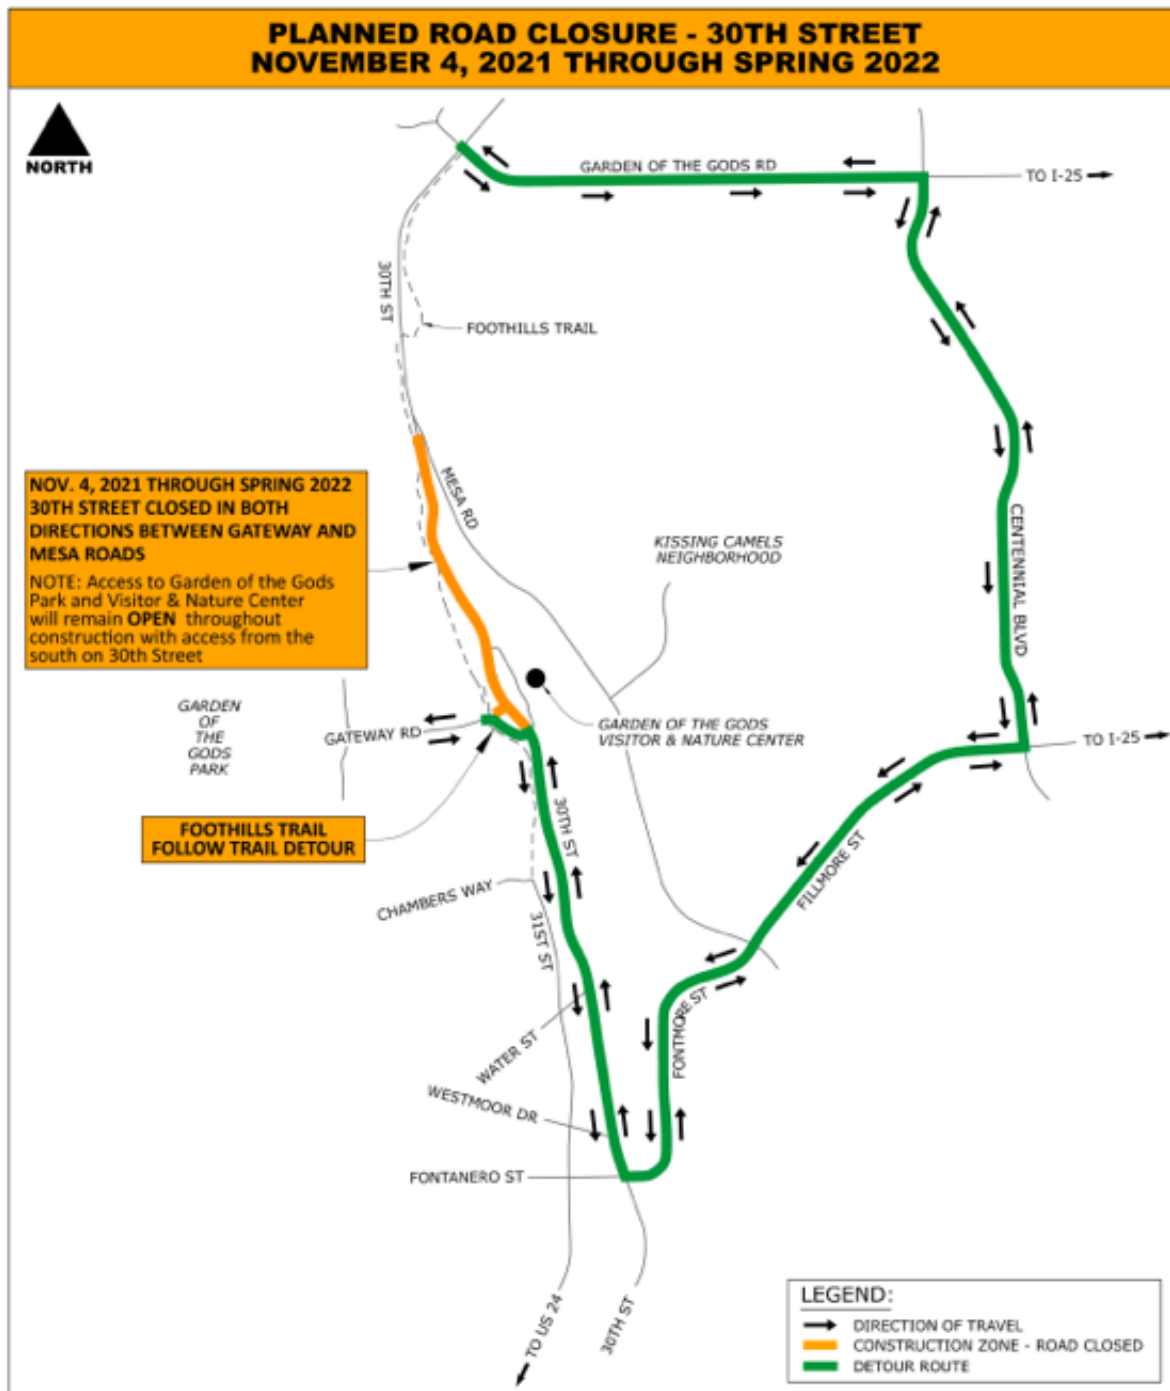 PLANNED ROAD CLOSURE - 30TH STREET
NOVEMBER 4, 2021 THROUGH SPRING 2022
NORTH
GARDEN OF THE GODS RD
TO I-25
30TH ST
FOOTHILLS TRAIL
MESA RD
NOV. 4, 2021 THROUGH SPRING 2022
30TH STREET CLOSED IN BOTH
DIRECTIONS BETWEEN GATEWAY AND
MESA ROADS
NOTE: Access to Garden of the Gods
Park and Visitor & Nature Center
will remain OPEN throughout
construction with access from the
south on 30th Street
KISSING CAMELS
NEIGHBORHOOD
CENTENNIAL BLVD
GARDEN
OF
THE
GODS
PARK
GATEWAY RD
GARDEN OF THE GODS
VISITOR & NATURE CENTER
TO I-25
FOOTHILLS TRAIL
FOLLOW TRAIL DETOUR
30TH ST
FILLMORE ST
CHAMBERS WAY
31ST ST
FONTMORE ST
WATER ST
WESTMOOR DR
FONTANERO ST
TO US 24
30TH ST
LEGEND:
DIRECTION OF TRAVEL
CONSTRUCTION ZONE - ROAD CLOSED
DETOUR ROUTE